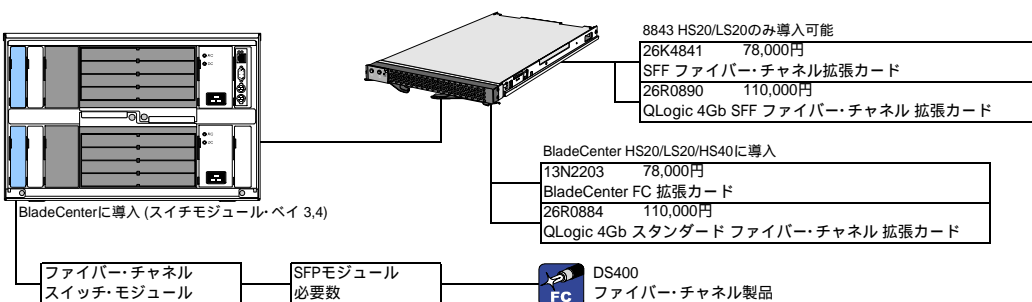 8843 HS20/LS20のみ導入可能
26K4841 78,000円
SFF ファイバー・チャネル拡張カード
26R0890 110,000円
QLogic 4Gb SFF ファイバー・チャネル 拡張カード
BladeCenter HS20/LS20/HS40に導入
13N2203 78,000円
BladeCenter FC 拡張カード
26R0884 110,000円
QLogic 4Gb スタンダード ファイバー・チャネル 拡張カード
BladeCenterに導入 (スイチモジュール・ベイ 3,4)
ファイバー・チャネル
スイッチ・モジュール
SFPモジュール
必要数
FC
DS400
ファイバー・チャネル製品